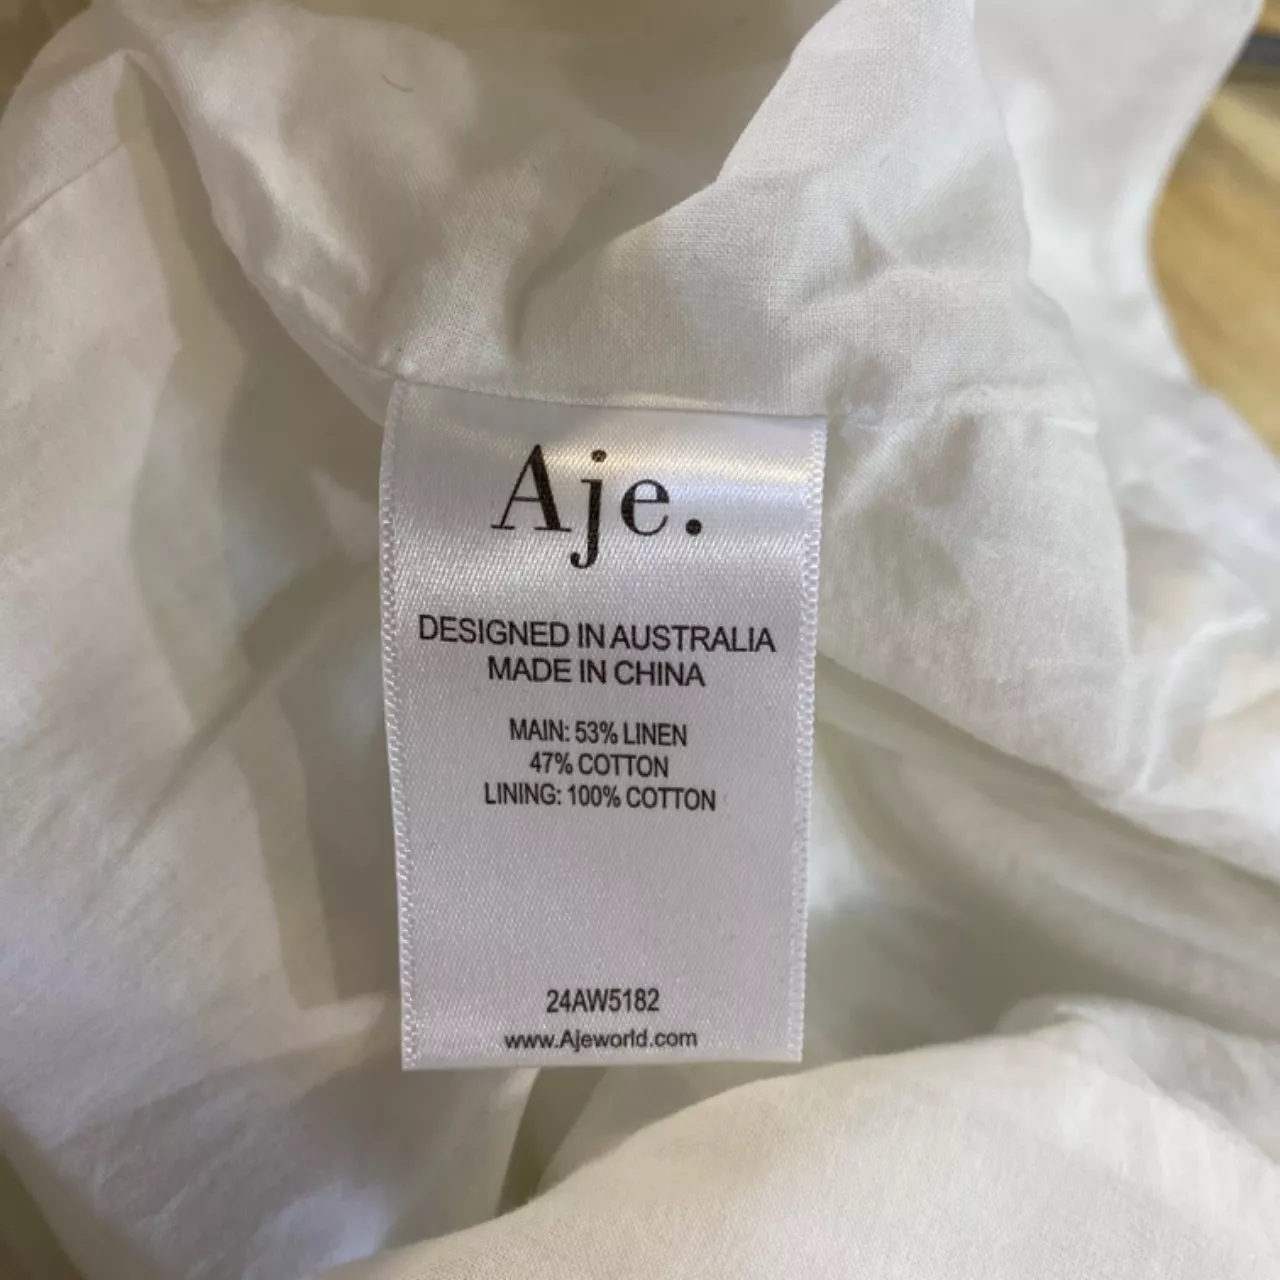 Aje.
DESIGNED IN AUSTRALIA
MADE IN CHINA
MAIN: 53% LINEN
47% COTTON
LINING: 100% COTTON
24AW5182
www.Ajeworld.com